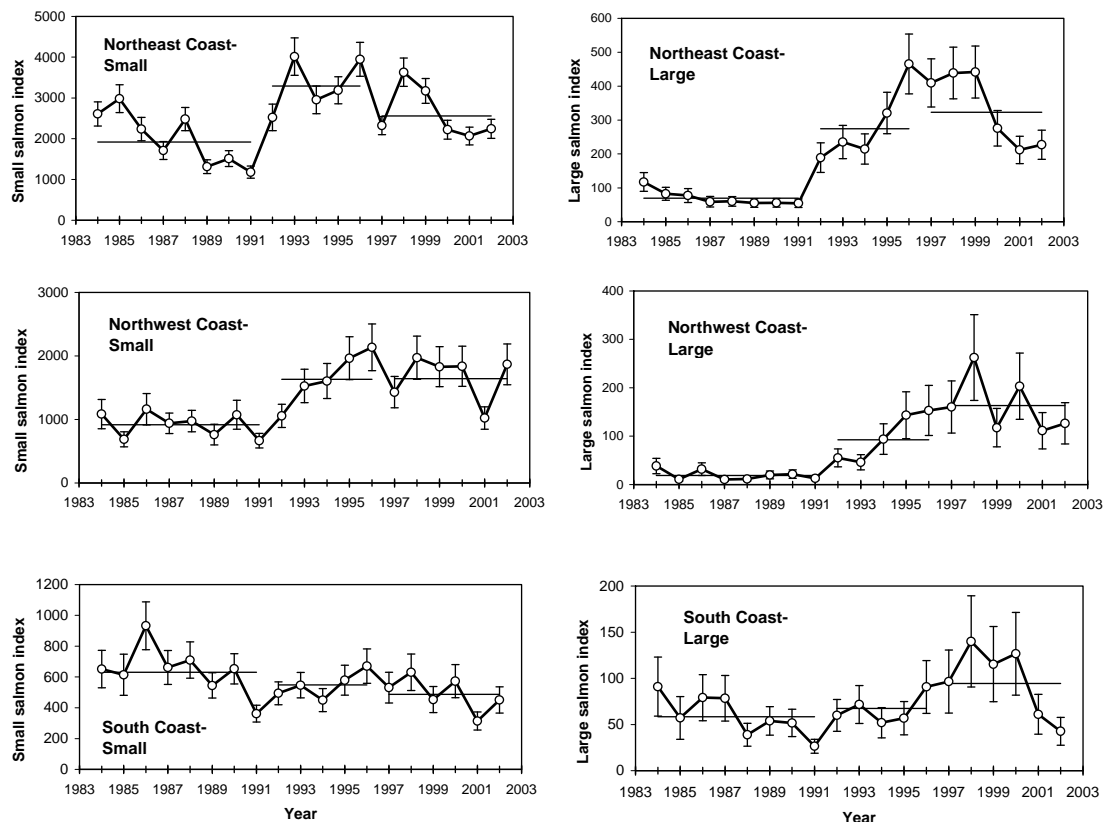 Northeast Coast-
Small
Small salmon index
5000
4000
3000
2000
1000
0
1983 1985 1987 1989 1991 1993 1995 1997 1999 2001 2003
Northeast Coast-
Large
Large salmon index
600
500
400
300
200
100
0
1983 1985 1987 1989 1991 1993 1995 1997 1999 2001 2003
Northwest Coast-
Small
Small salmon index
3000
2000
1000
0
1983 1985 1987 1989 1991 1993 1995 1997 1999 2001 2003
Northwest Coast-
Large
Large salmon index
400
300
200
100
0
1983 1985 1987 1989 1991 1993 1995 1997 1999 2001 2003
South Coast-
Small
Small salmon index
1200
1000
800
600
400
200
0
1983 1985 1987 1989 1991 1993 1995 1997 1999 2001 2003
Year
South Coast-
Large
Large salmon index
200
150
100
50
0
1983 1985 1987 1989 1991 1993 1995 1997 1999 2001 2003
Year